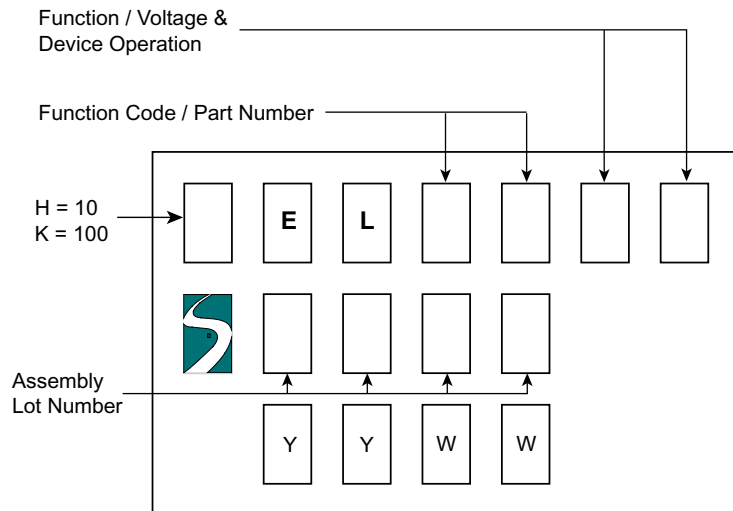 Function / Voltage &
Device Operation
Function Code / Part Number
H = 10
K = 100
E L
Assembly
Lot Number
Y Y W W